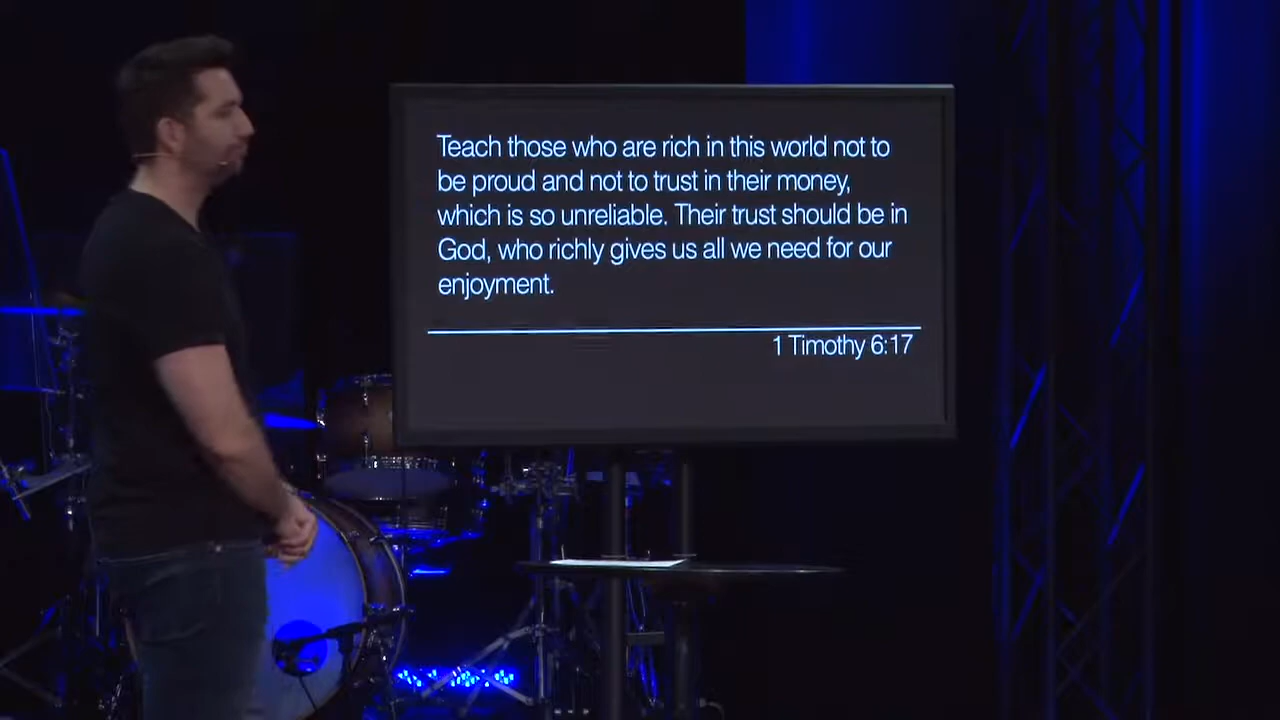 Teach those who are rich in this world not to
be proud and not to trust in their money,
which is so unreliable. Their trust should be in
God, who richly gives us all we need for our
enjoyment.
1 Timothy 6:17